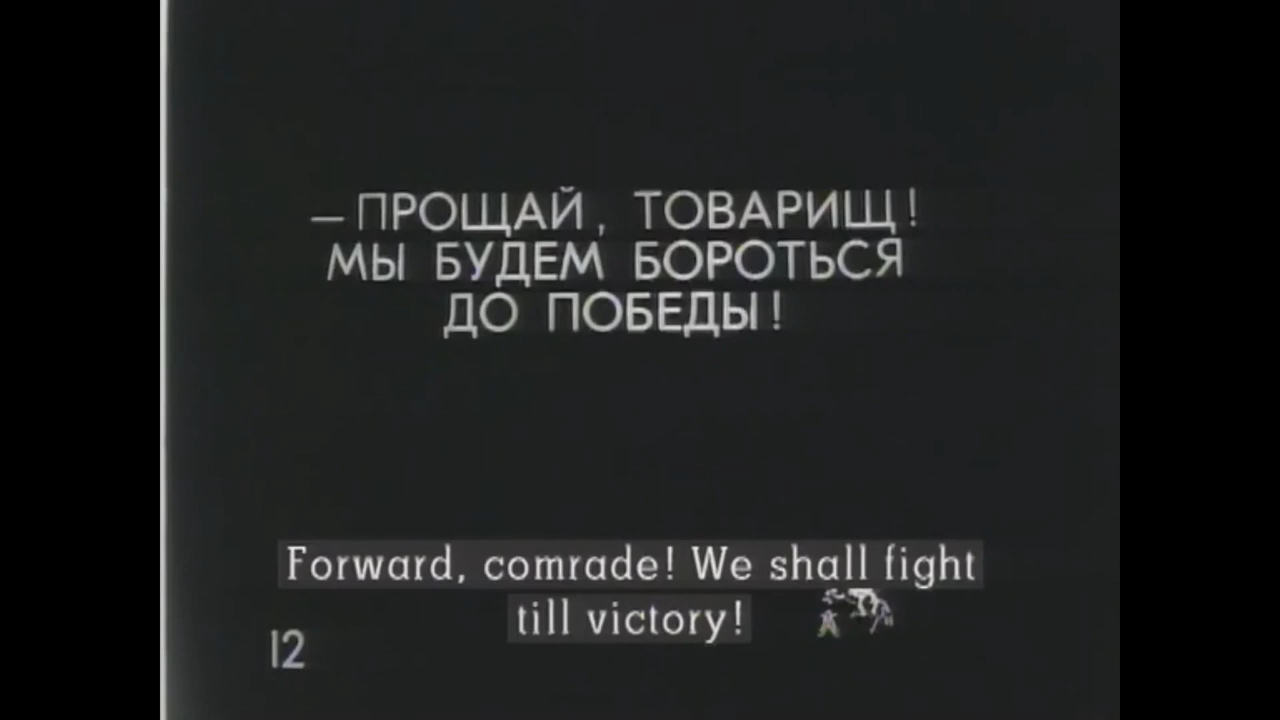 — ПРОЩАЙ, ТОВАРИЩ!
МЫ БУДЕМ БОРОТЬСЯ
ДО ПОБЕДЫ!
Forward, comrade! We shall fight
till victory!
12